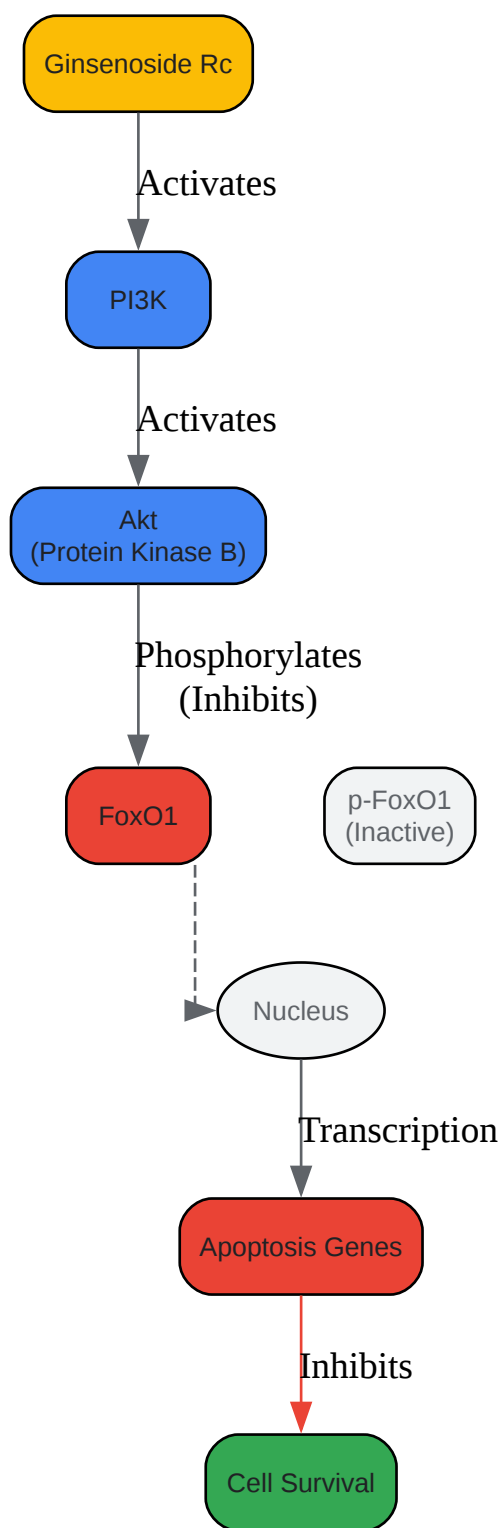 Ginsenoside Rc
Activates
PI3K
Activates
Akt
(Protein Kinase B)
Phosphorylates
(Inhibits)
FoxO1
p-FoxO1
(Inactive)
Nucleus
Transcription
Apoptosis Genes
Inhibits
Cell Survival